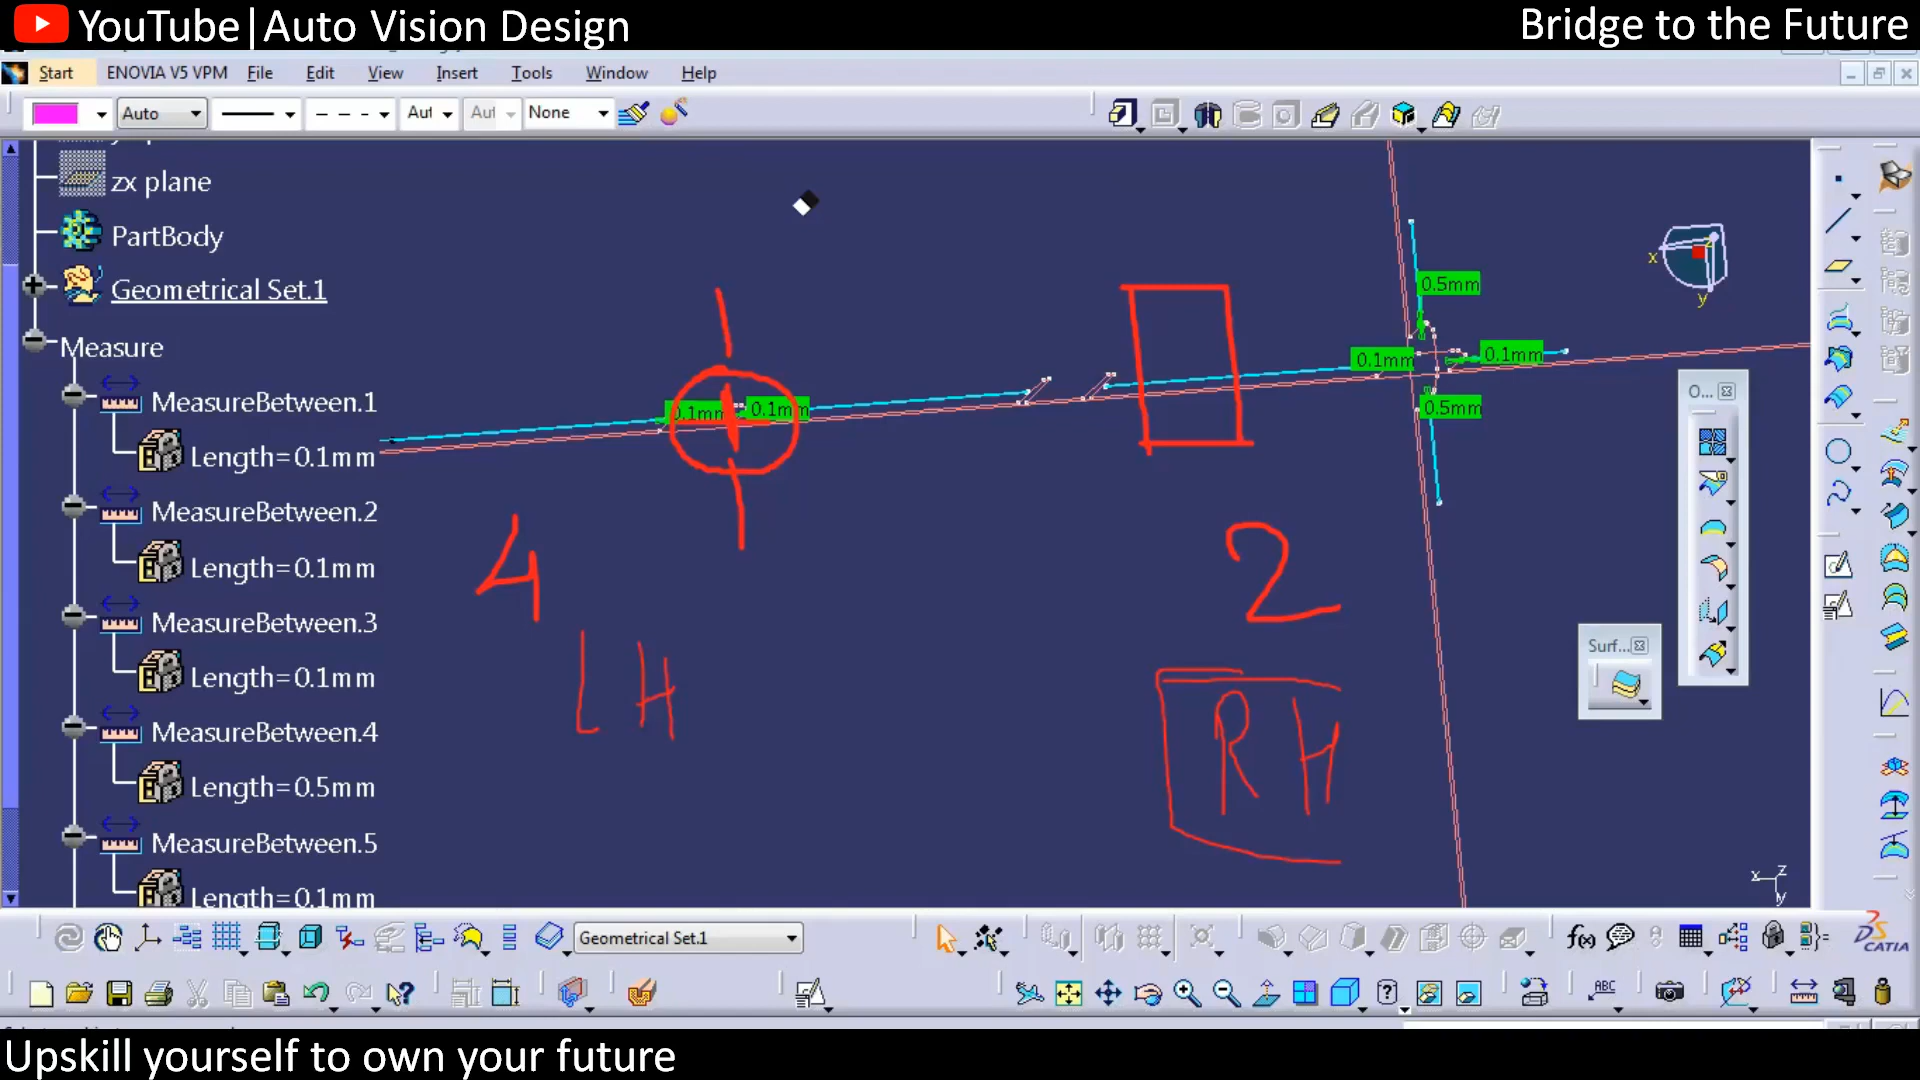 YouTube|Auto Vision Design
Bridge to the Future
Start ENOVIA V5 VPM File Edit View Insert Tools Window Help
Auto Aut Aut None
zx plane
PartBody
Geometrical Set.1
Measure
MeasureBetween.1
Length=0.1mm
MeasureBetween.2
Length=0.1mm
MeasureBetween.3
Length=0.1mm
MeasureBetween.4
Length=0.5mm
MeasureBetween.5
Length=0.1mm
0.1mm 0.1mm
0.5mm
0.1mm 0.1mm
0.5mm
x
y
4
LH
2
RH
O...
Surf...
x z
y
Geometrical Set.1
f(x)
CATIA
ABC
Upskill yourself to own your future